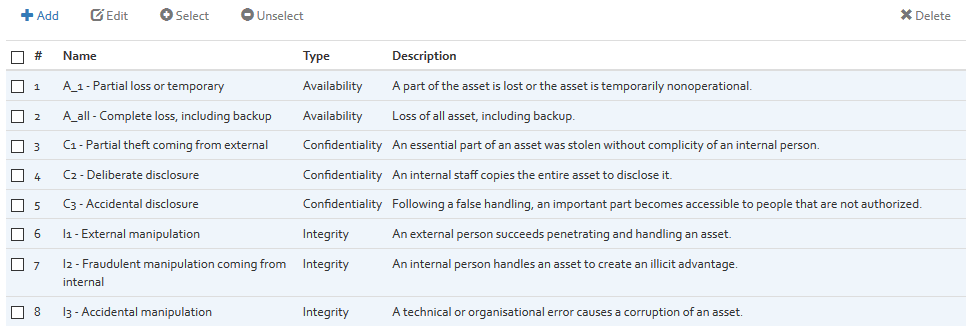 Add Edit Select Unselect Delete
# Name Type Description
1 A_1 - Partial loss or temporary Availability A part of the asset is lost or the asset is temporarily nonoperational.
2 A_all - Complete loss, including backup Availability Loss of all asset, including backup.
3 C1 - Partial theft coming from external Confidentiality An essential part of an asset was stolen without complicity of an internal person.
4 C2 - Deliberate disclosure Confidentiality An internal staff copies the entire asset to disclose it.
5 C3 - Accidental disclosure Confidentiality Following a false handling, an important part becomes accessible to people that are not authorized.
6 I1 - External manipulation Integrity An external person succeeds penetrating and handling an asset.
7 I2 - Fraudulent manipulation coming from Integrity An internal person handles an asset to create an illicit advantage.
internal
8 I3 - Accidental manipulation Integrity A technical or organisational error causes a corruption of an asset.